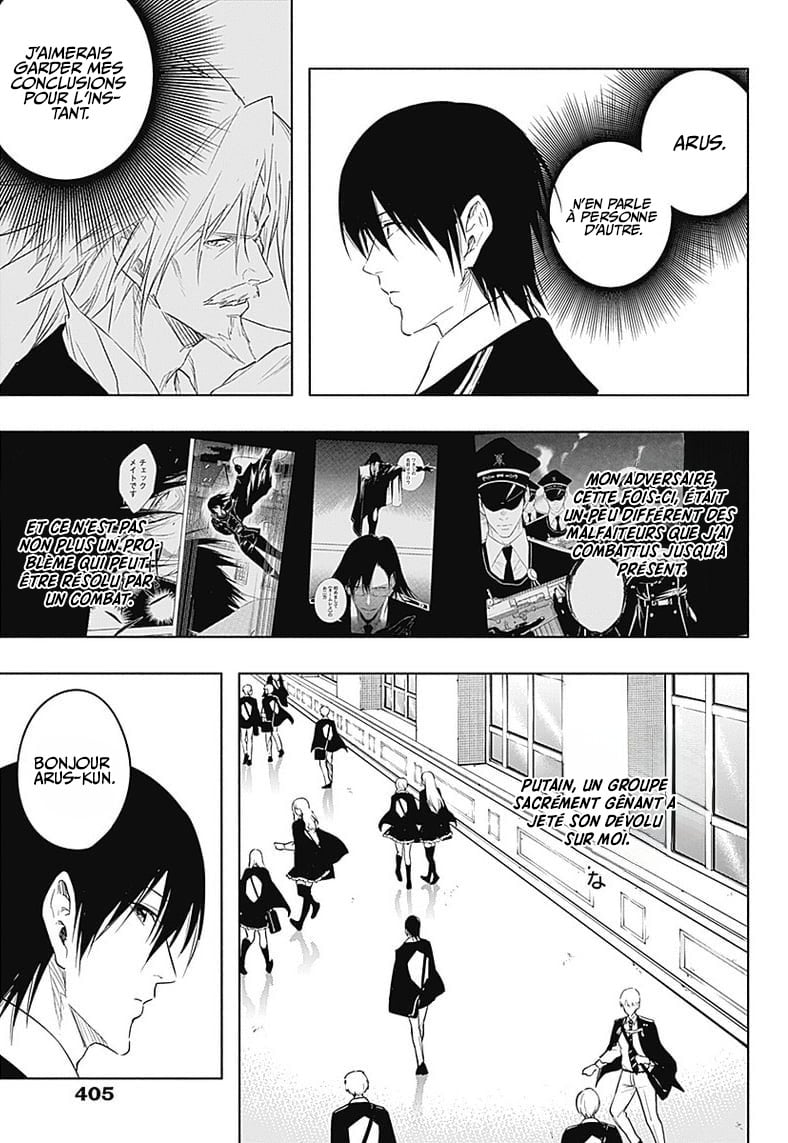 ARUS.
N'EN PARLE
À PERSONNE
D'AUTRE.
J'AIMERAIS
GARDER MES
CONCLUSIONS
POUR L'INS-
TANT.
MON ADVERSAIRE,
CETTE FOIS-CI, ÉTAIT
UN PEU DIFFÉRENT DES
MALFAITEURS QUE J'AI
COMBATTUS JUSQU'À
PRÉSENT.
チェック
メイトです
ET CE N'EST PAS
NON PLUS UN PRO-
BLÈME QUI PEUT
ÊTRE RÉSOLU PAR
UN COMBAT.
PUTAIN, UN GROUPE
SACRÉMENT GÊNANT A
JETÉ SON DÉVOLU
SUR MOI.
な
BONJOUR
ARUS-KUN.
405